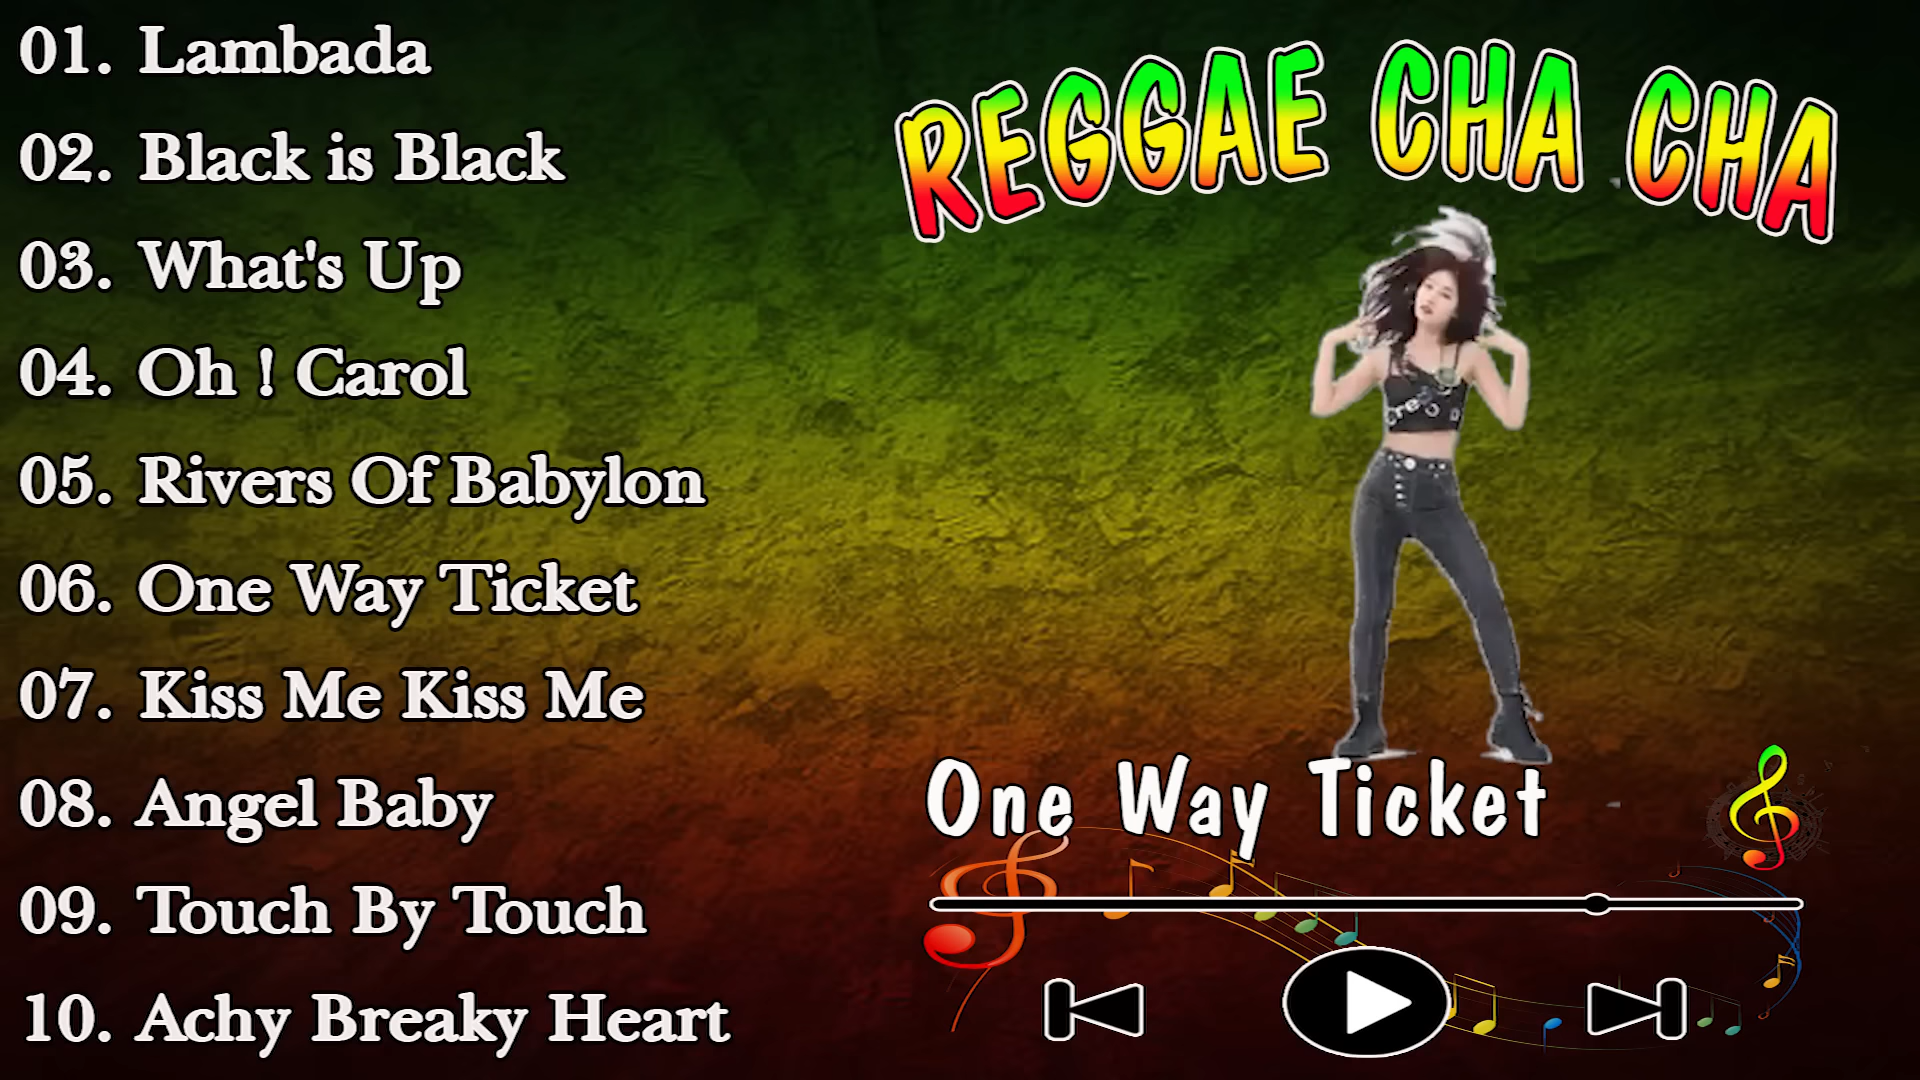 01. Lambada
02. Black is Black
03. What's Up
04. Oh ! Carol
05. Rivers Of Babylon
06. One Way Ticket
07. Kiss Me Kiss Me
08. Angel Baby
09. Touch By Touch
10. Achy Breaky Heart
REGGAE CHA CHA
One Way Ticket